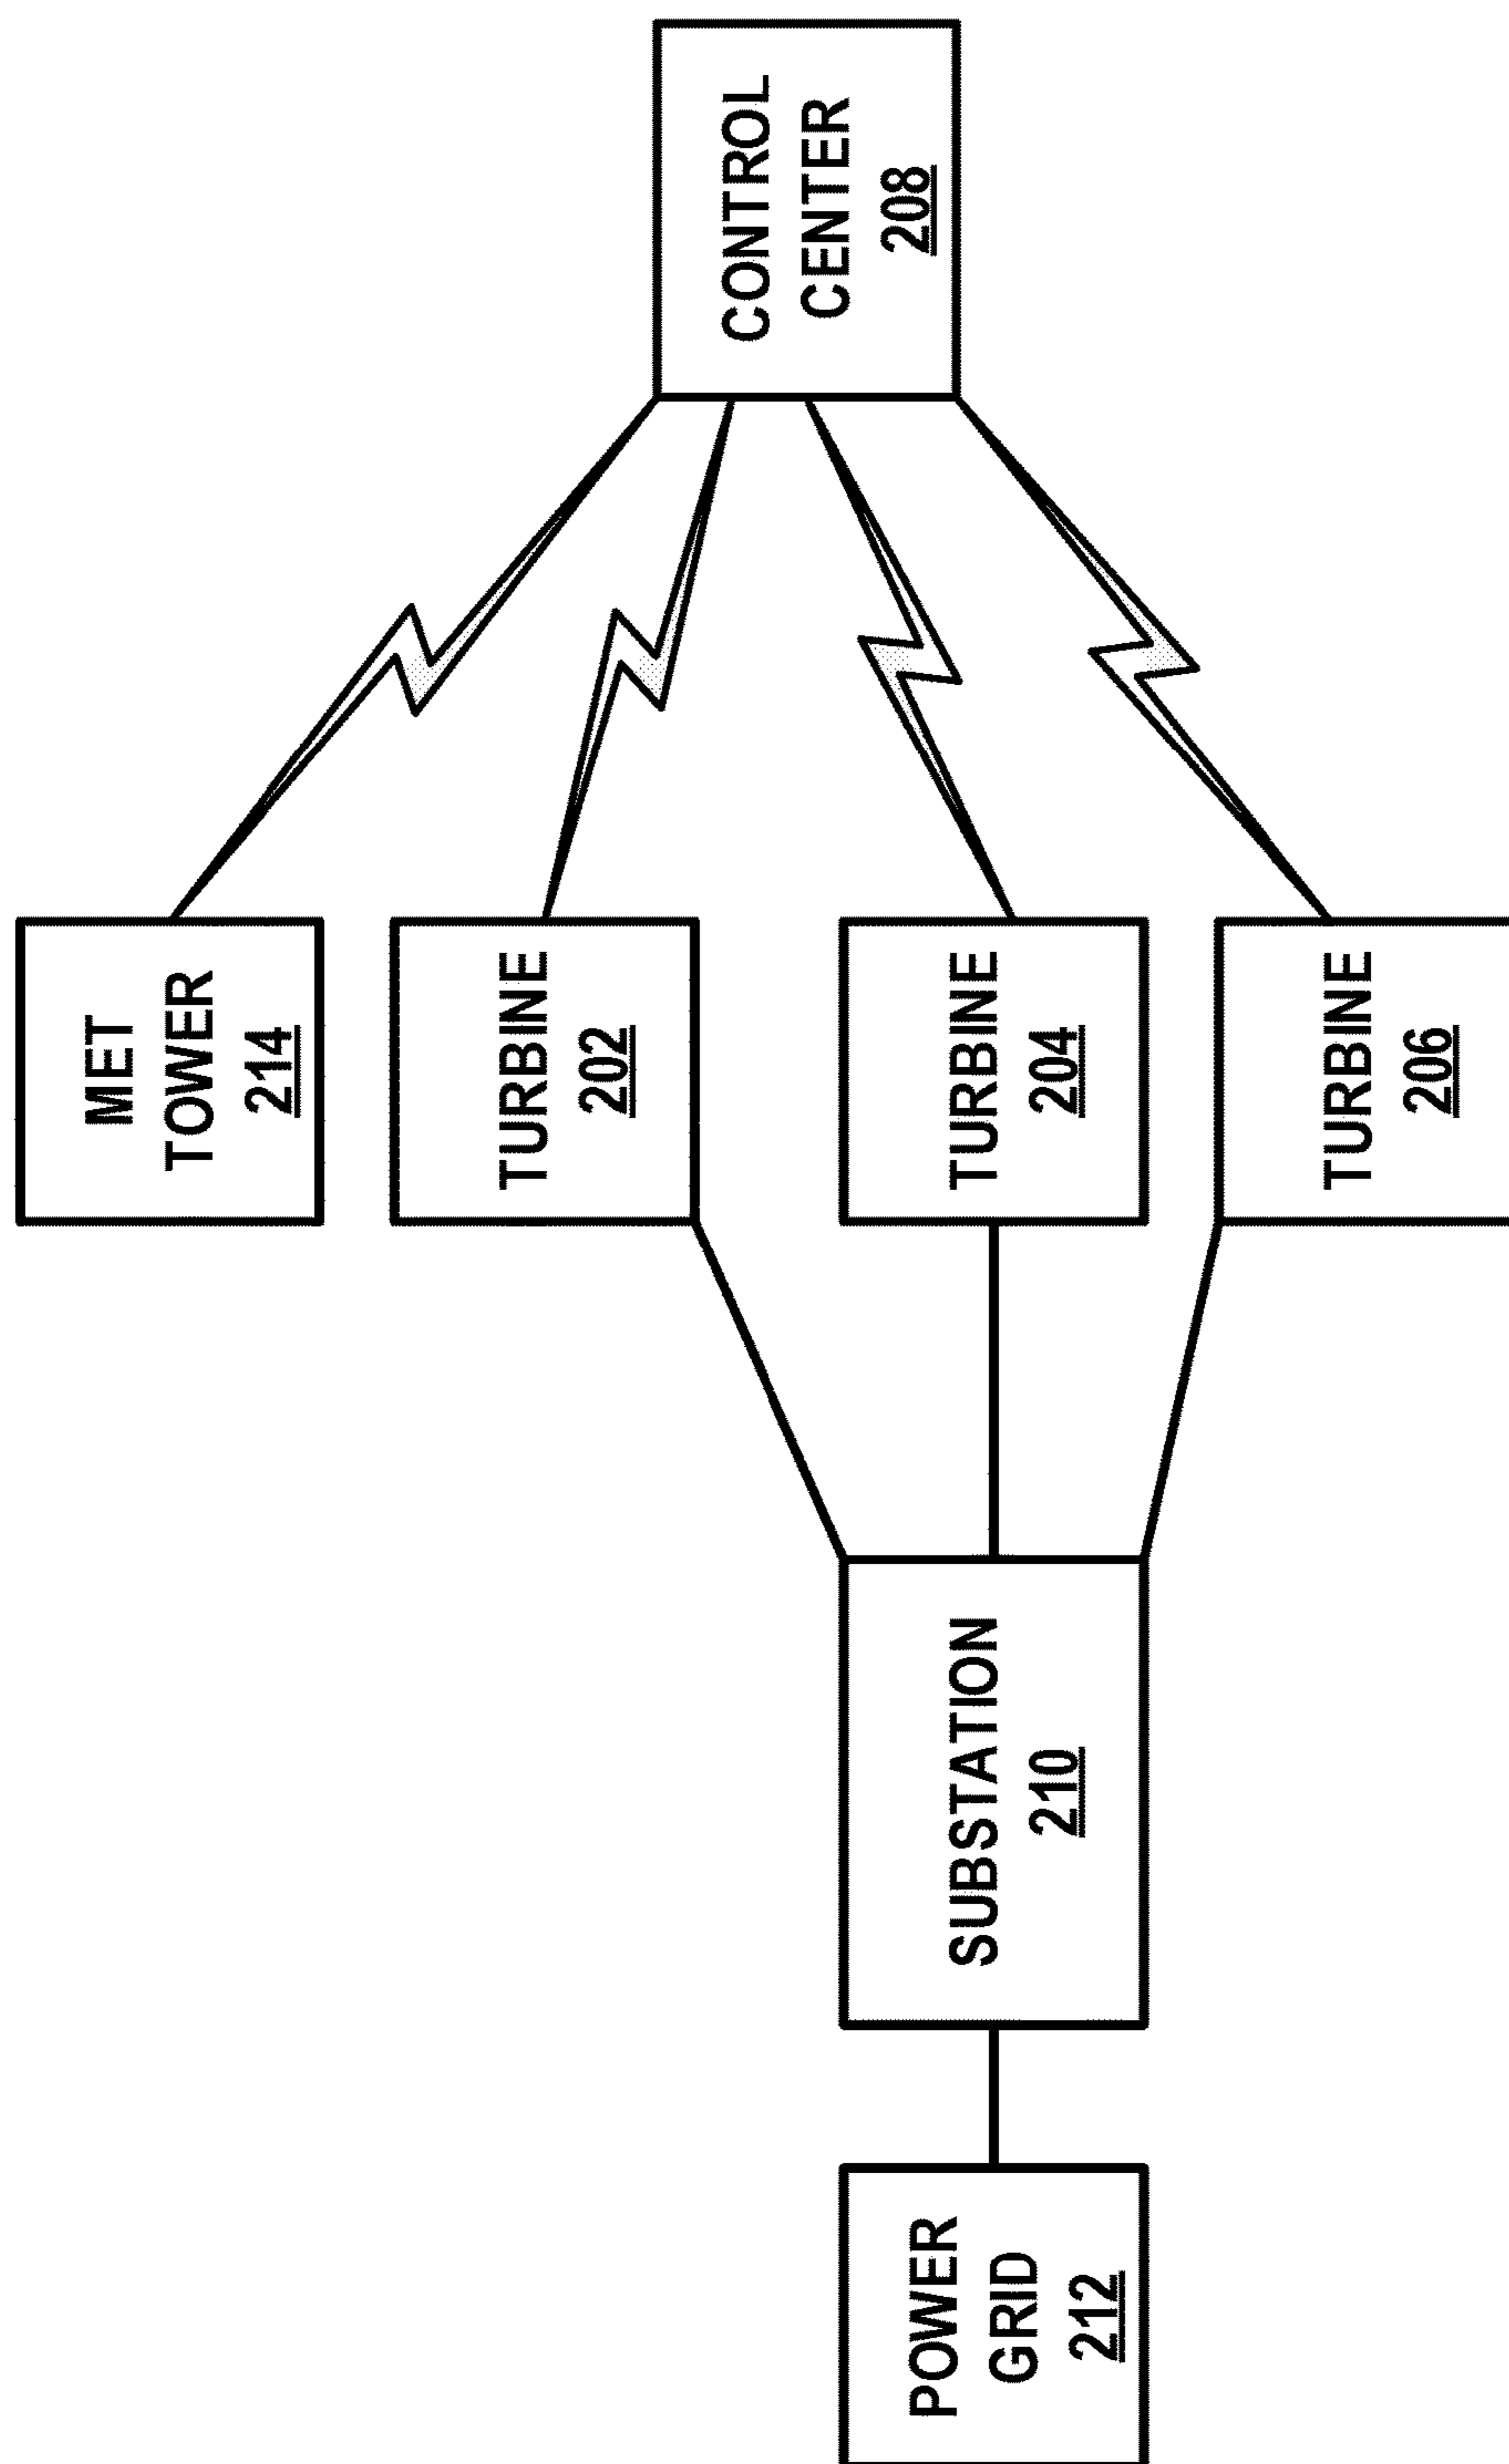 MET
TOWER
214
TURBINE
202
TURBINE
204
TURBINE
206
CONTROL
CENTER
208
SUBSTATION
210
POWER
GRID
212